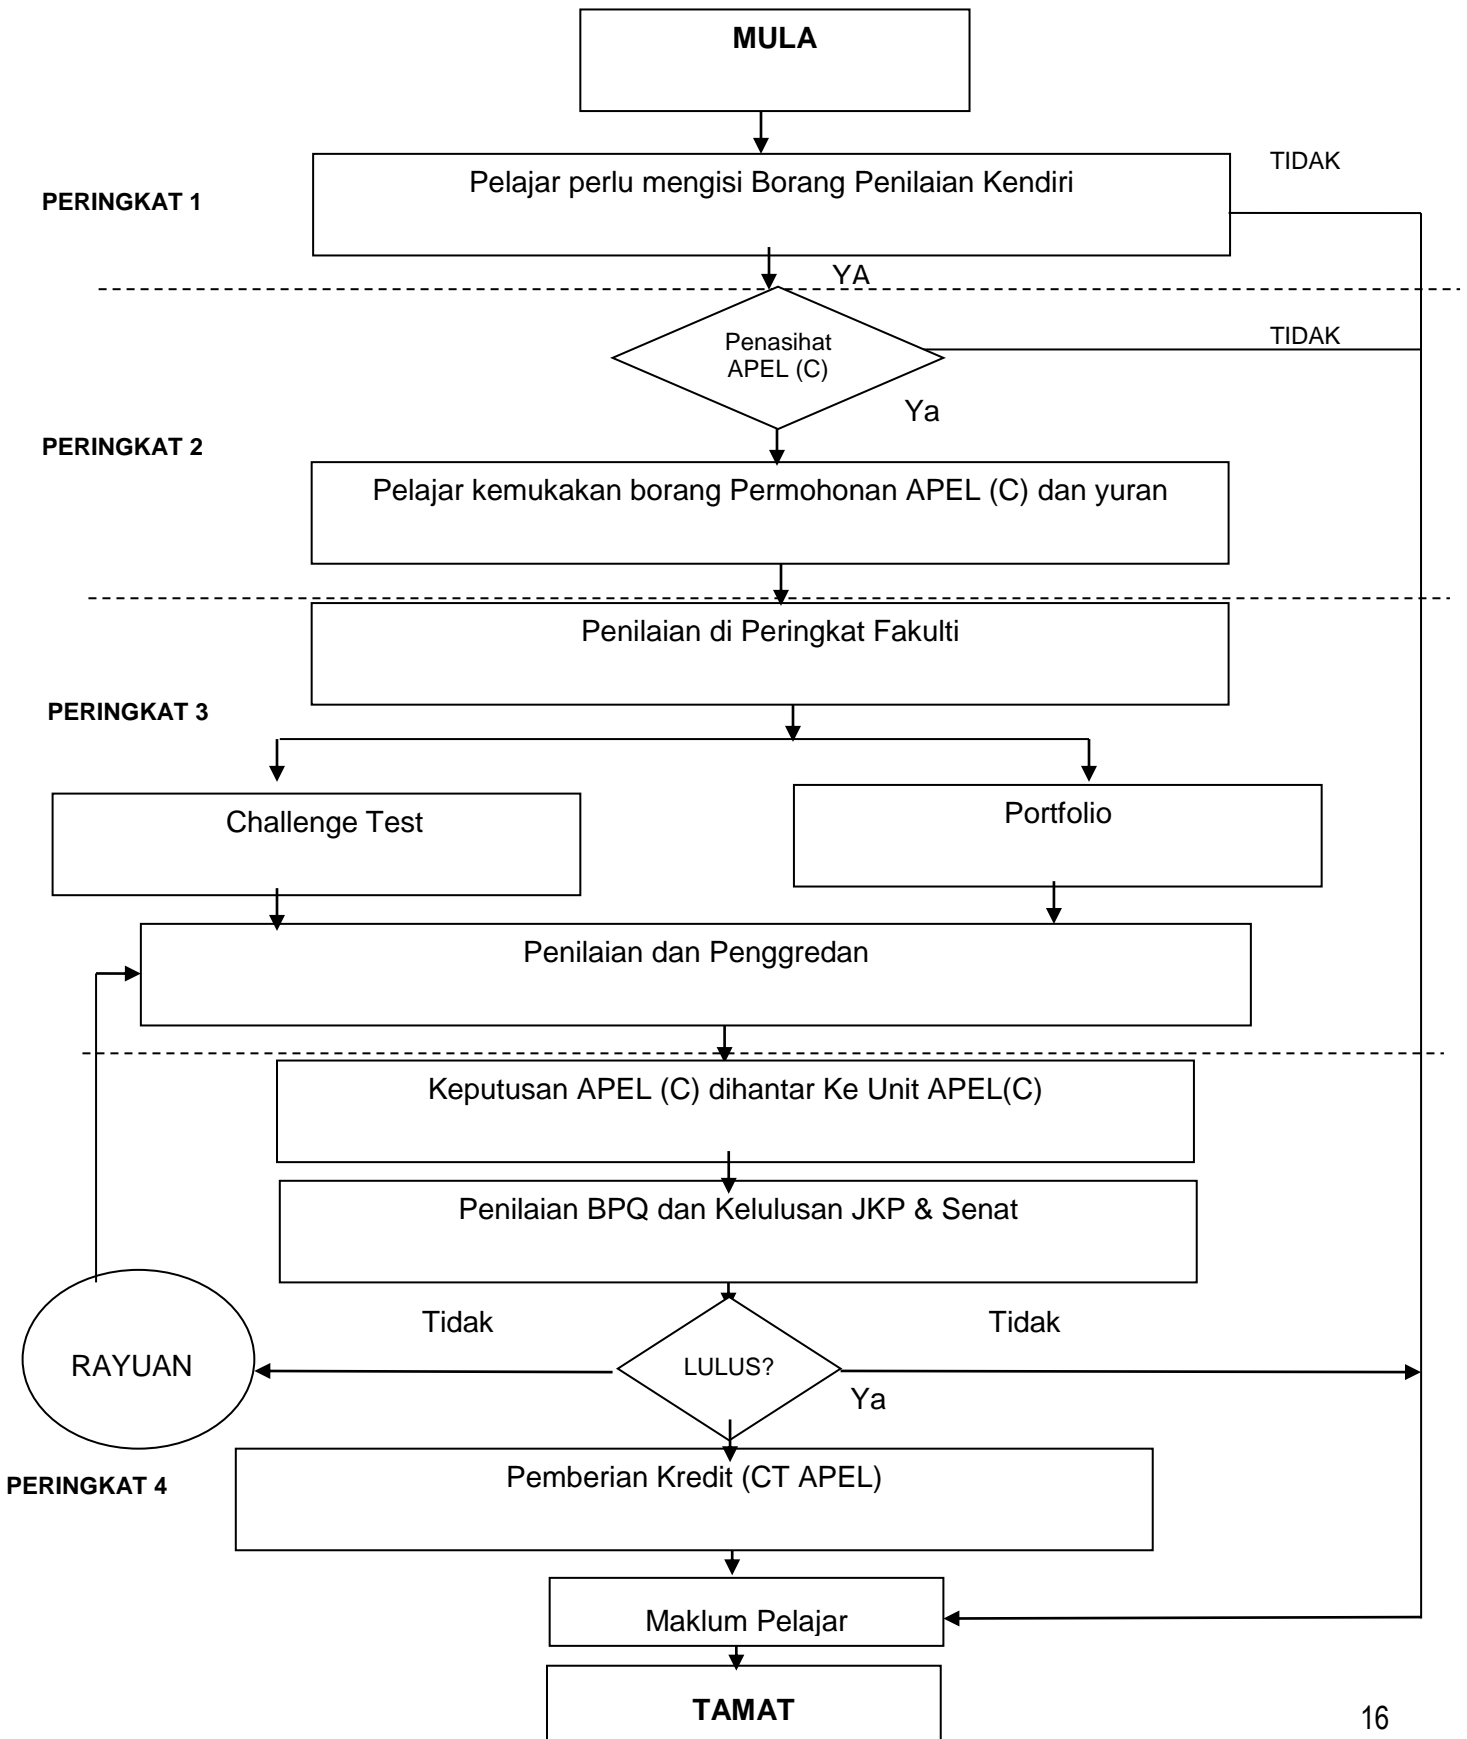 MULA
TIDAK
Pelajar perlu mengisi Borang Penilaian Kendiri
PERINGKAT 1
YA
TIDAK
Penasihat
APEL (C)
Ya
PERINGKAT 2
Pelajar kemukakan borang Permohonan APEL (C) dan yuran
Penilaian di Peringkat Fakulti
PERINGKAT 3
Challenge Test
Portfolio
Penilaian dan Penggredan
Keputusan APEL (C) dihantar Ke Unit APEL(C)
Penilaian BPQ dan Kelulusan JKP & Senat
Tidak
Tidak
RAYUAN
LULUS?
Ya
Pemberian Kredit (CT APEL)
PERINGKAT 4
Maklum Pelajar
TAMAT
16